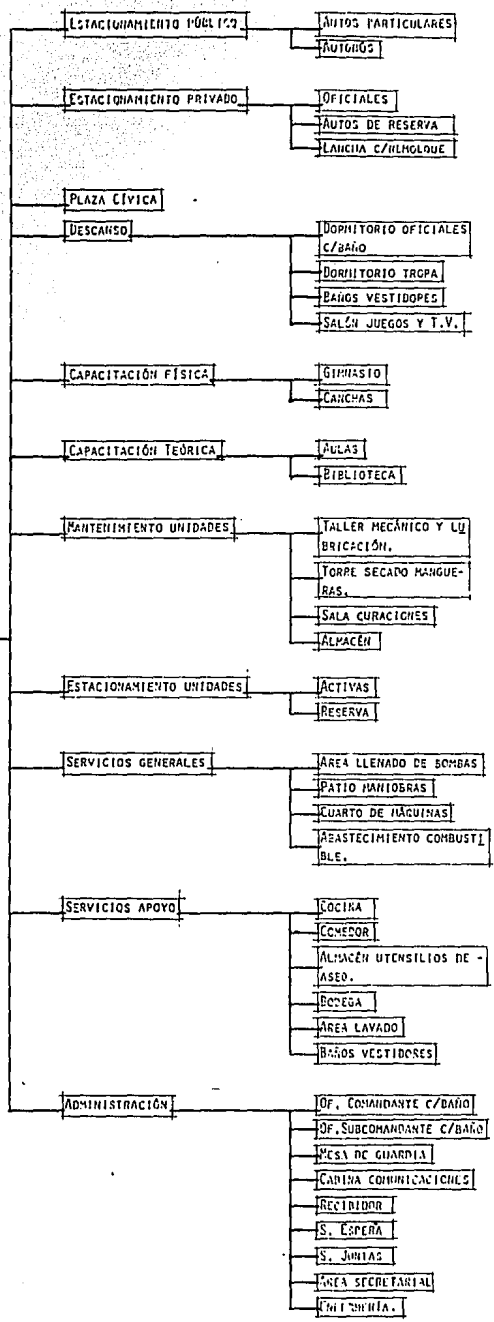 ESTACIONAMIENTO PÚBLICO
AUTOS PARTICULARES
AUTOBÚS
ESTACIONAMIENTO PRIVADO
OFICIALES
AUTOS DE RESERVA
LANCHA C/REMOLQUE
PLAZA CÍVICA
DESCANSO
DORMITORIO OFICIALES
C/BAÑO
DORMITORIO TROPA
BAÑOS VESTIDORES
SALÓN JUEGOS Y T.V.
CAPACITACIÓN FÍSICA
GIMNASIO
CANCHAS
CAPACITACIÓN TEÓRICA
AULAS
BIBLIOTECA
MANTENIMIENTO UNIDADES
TALLER MECÁNICO Y LU
BRICACIÓN.
TORRE SECADO MANGUE-
RAS.
SALA CURACIONES
ALMACÉN
ESTACIONAMIENTO UNIDADES
ACTIVAS
RESERVA
SERVICIOS GENERALES
AREA LLENADO DE BOMBAS
PATIO MANIOBRAS
CUARTO DE MÁQUINAS
ABASTECIMIENTO COMBUSTI
BLE.
SERVICIOS APOYO
COCINA
COMEDOR
ALMACÉN UTENSILIOS DE -
ASEO.
BODEGA
AREA LAVADO
BAÑOS VESTIDORES
ADMINISTRACIÓN
OF. COMANDANTE C/BAÑO
OF.SUBCOMANDANTE C/BAÑO
MESA DE GUARDIA
CABINA COMUNICACIONES
RECIBIDOR
S. ESPERA
S. JUNTAS
AREA SECRETARIAL
ENFERMERÍA.